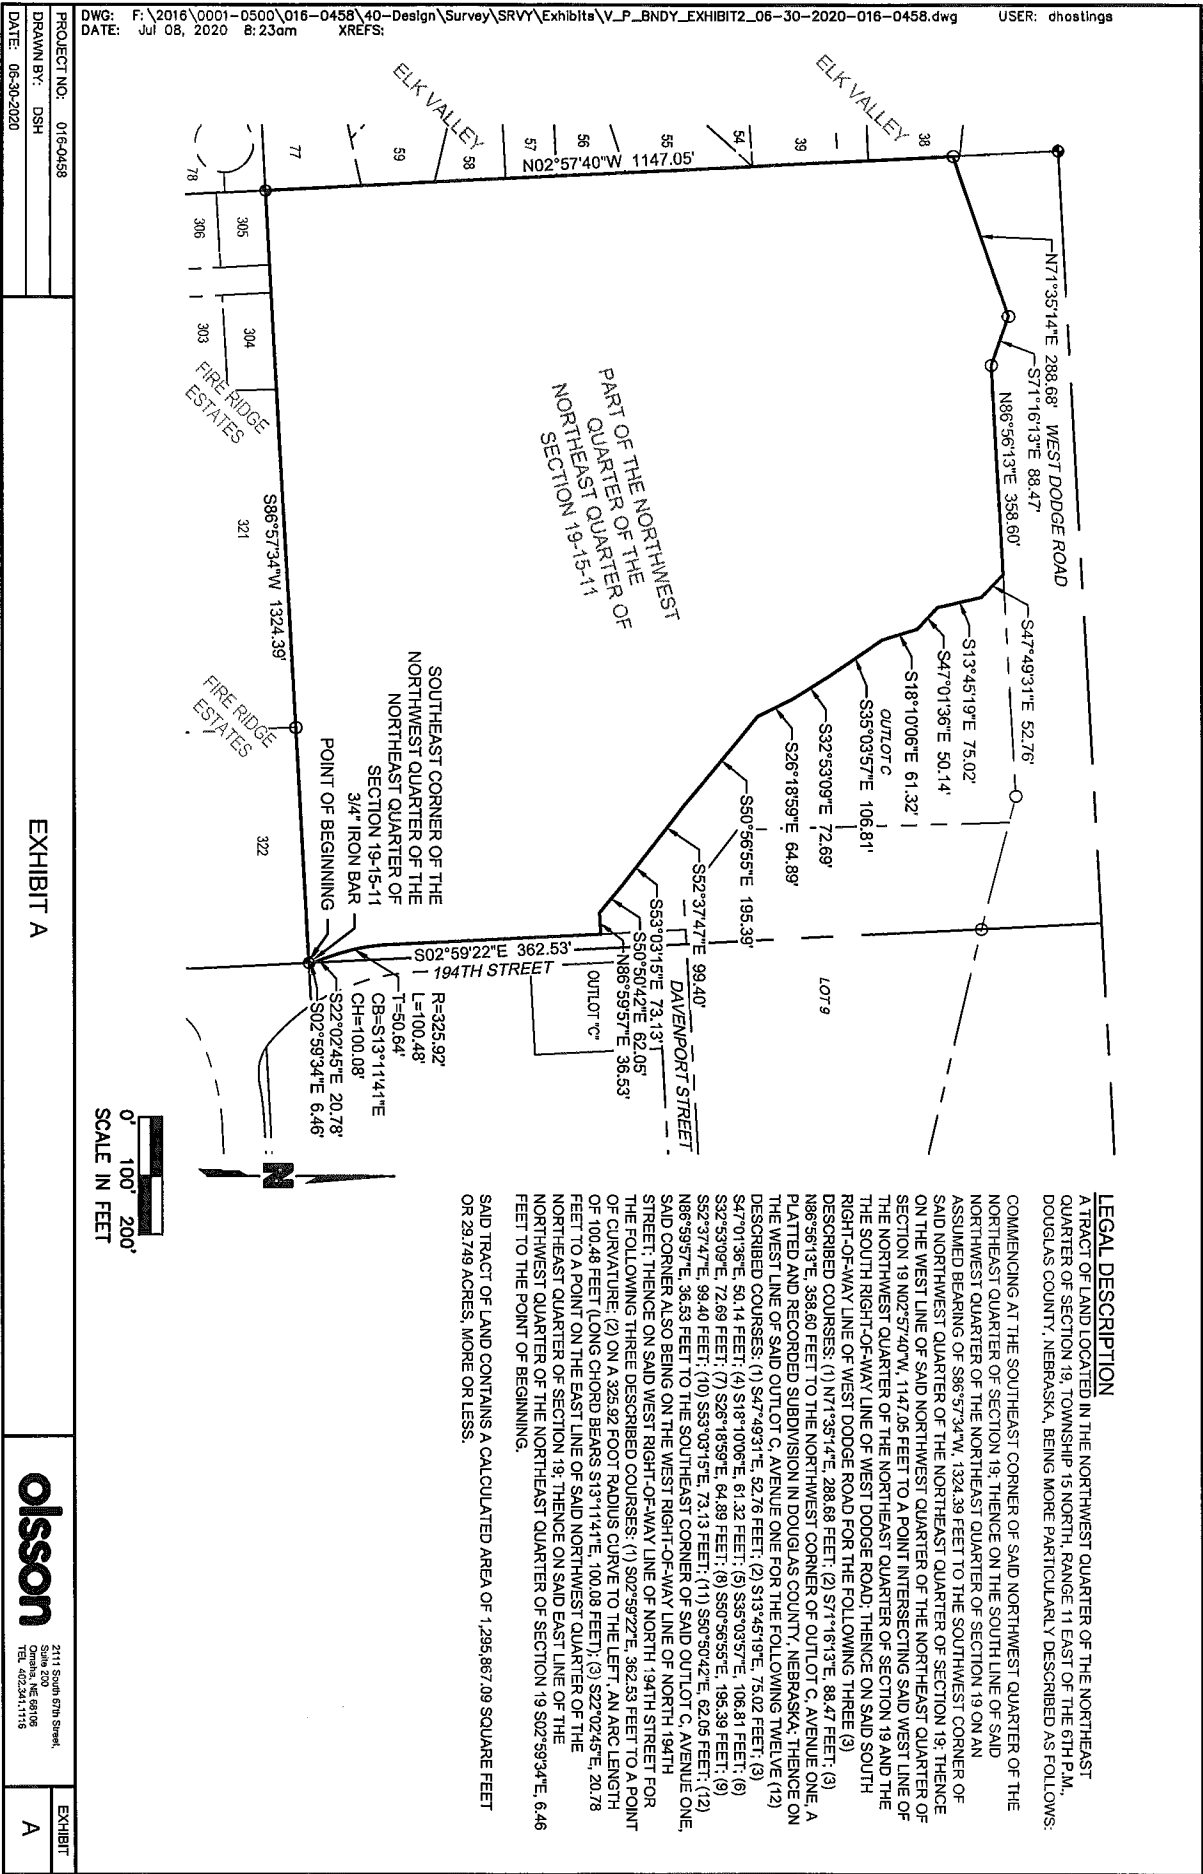 DWG: F:\2016\0001-0500\016-0458\40-Design\Survey\SRVY\Exhibits\V_P_BNDY_EXHIBIT2_06-30-2020-016-0458.dwg USER: dhostings
DATE: Jul 08, 2020 8:23am XREFS:
WEST DODGE ROAD
N71°35'14"E 288.68'
S71°16'13"E 88.47'
N86°56'13"E 358.60'
S47°49'31"E 52.76'
S13°45'19"E 75.02'
S47°01'36"E 50.14'
S18°10'06"E 61.32'
OUTLOT C
S35°03'57"E 106.81'
S32°53'09"E 72.69'
S26°18'59"E 64.89'
S50°56'55"E 195.39'
S52°37'47"E 99.40'
S53°03'15"E 73.13'
S50°50'42"E 62.05'
N86°59'57"E 36.53'
LOT 9
DAVENPORT STREET
OUTLOT "C"
S02°59'22"E 362.53'
194TH STREET
R=325.92'
L=100.48'
T=50.64'
CB=S13°11'41"E
CH=100.08'
S22°02'45"E 20.78'
S02°59'34"E 6.46'
ELK VALLEY
38
39
54
55
56
57
58
59
77
78
ELK VALLEY
N02°57'40"W 1147.05'
PART OF THE NORTHWEST
QUARTER OF THE
NORTHEAST QUARTER OF
SECTION 19-15-11
SOUTHEAST CORNER OF THE
NORTHWEST QUARTER OF THE
NORTHEAST QUARTER OF
SECTION 19-15-11
3/4" IRON BAR
POINT OF BEGINNING
305
306
304
303
FIRE RIDGE
ESTATES
S86°57'34"W 1324.39'
321
FIRE RIDGE
ESTATES
322
N
0' 100' 200'
SCALE IN FEET
LEGAL DESCRIPTION
A TRACT OF LAND LOCATED IN THE NORTHWEST QUARTER OF THE NORTHEAST
QUARTER OF SECTION 19, TOWNSHIP 15 NORTH, RANGE 11 EAST OF THE 6TH P.M.,
DOUGLAS COUNTY, NEBRASKA, BEING MORE PARTICULARLY DESCRIBED AS FOLLOWS:
COMMENCING AT THE SOUTHEAST CORNER OF SAID NORTHWEST QUARTER OF THE
NORTHEAST QUARTER OF SECTION 19; THENCE ON THE SOUTH LINE OF SAID
NORTHWEST QUARTER OF THE NORTHEAST QUARTER OF SECTION 19 ON AN
ASSUMED BEARING OF S86°57'34"W, 1324.39 FEET TO THE SOUTHWEST CORNER OF
SAID NORTHWEST QUARTER OF THE NORTHEAST QUARTER OF SECTION 19; THENCE
ON THE WEST LINE OF SAID NORTHWEST QUARTER OF THE NORTHEAST QUARTER OF
SECTION 19 N02°57'40"W, 1147.05 FEET TO A POINT INTERSECTING SAID WEST LINE OF
THE NORTHWEST QUARTER OF THE NORTHEAST QUARTER OF SECTION 19 AND THE
THE SOUTH RIGHT-OF-WAY LINE OF WEST DODGE ROAD; THENCE ON SAID SOUTH
RIGHT-OF-WAY LINE OF WEST DODGE ROAD FOR THE FOLLOWING THREE (3)
DESCRIBED COURSES: (1) N71°35'14"E, 288.68 FEET; (2) S71°16'13"E, 88.47 FEET; (3)
N86°56'13"E, 358.60 FEET TO THE NORTHWEST CORNER OF OUTLOT C, AVENUE ONE, A
PLATTED AND RECORDED SUBDIVISION IN DOUGLAS COUNTY, NEBRASKA; THENCE ON
THE WEST LINE OF SAID OUTLOT C, AVENUE ONE FOR THE FOLLOWING TWELVE (12)
DESCRIBED COURSES: (1) S47°49'31"E, 52.76 FEET; (2) S13°45'19"E, 75.02 FEET; (3)
S47°01'36"E, 50.14 FEET; (4) S18°10'06"E, 61.32 FEET; (5) S35°03'57"E, 106.81 FEET; (6)
S32°53'09"E, 72.69 FEET; (7) S26°18'59"E, 64.89 FEET; (8) S50°56'55"E, 195.39 FEET; (9)
S52°37'47"E, 99.40 FEET; (10) S53°03'15"E, 73.13 FEET; (11) S50°50'42"E, 62.05 FEET; (12)
N86°59'57"E, 36.53 FEET TO THE SOUTHEAST CORNER OF SAID OUTLOT C, AVENUE ONE,
SAID CORNER ALSO BEING ON THE WEST RIGHT-OF-WAY LINE OF NORTH 194TH
STREET; THENCE ON SAID WEST RIGHT-OF-WAY LINE OF NORTH 194TH STREET FOR
THE FOLLOWING THREE DESCRIBED COURSES: (1) S02°59'22"E, 362.53 FEET TO A POINT
OF CURVATURE; (2) ON A 325.92 FOOT RADIUS CURVE TO THE LEFT, AN ARC LENGTH
OF 100.48 FEET (LONG CHORD BEARS S13°11'41"E, 100.08 FEET); (3) S22°02'45"E, 20.78
FEET TO A POINT ON THE EAST LINE OF SAID NORTHWEST QUARTER OF THE
NORTHEAST QUARTER OF SECTION 19; THENCE ON SAID EAST LINE OF THE
NORTHWEST QUARTER OF THE NORTHEAST QUARTER OF SECTION 19 S02°59'34"E, 6.46
FEET TO THE POINT OF BEGINNING.
SAID TRACT OF LAND CONTAINS A CALCULATED AREA OF 1,295,867.09 SQUARE FEET
OR 29.749 ACRES, MORE OR LESS.
PROJECT NO: 016-0458
DRAWN BY: DSH
DATE: 06-30-2020
EXHIBIT A
olsson
2111 South 67th Street,
Suite 200
Omaha, NE 68106
TEL 402.341.1116
EXHIBIT
A